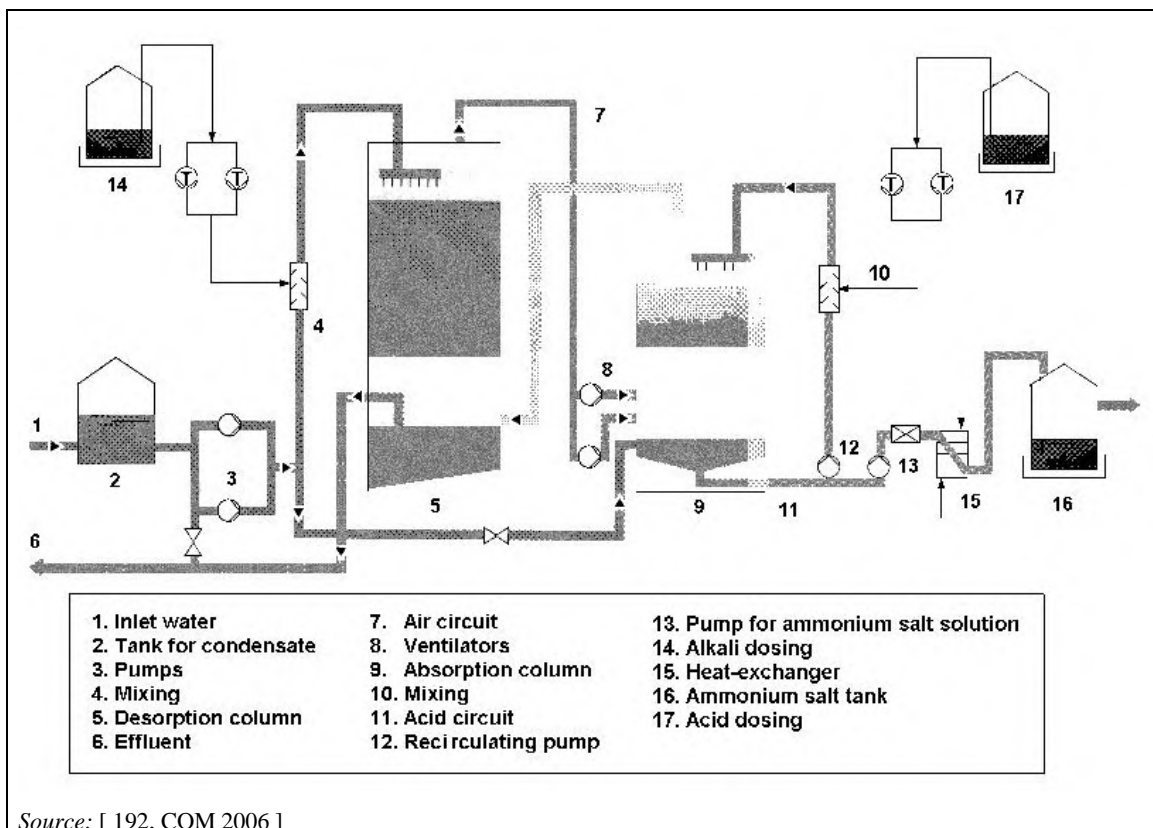 14
T
T
4
1
2
3
6
5
7
8
9
T
T
17
10
12
13
11
15
16
1. Inlet water
2. Tank for condensate
3. Pumps
4. Mixing
5. Desorption column
6. Effluent
7. Air circuit
8. Ventilators
9. Absorption column
10. Mixing
11. Acid circuit
12. Recirculating pump
13. Pump for ammonium salt solution
14. Alkali dosing
15. Heat-exchanger
16. Ammonium salt tank
17. Acid dosing
Source: [ 192, COM 2006 ]